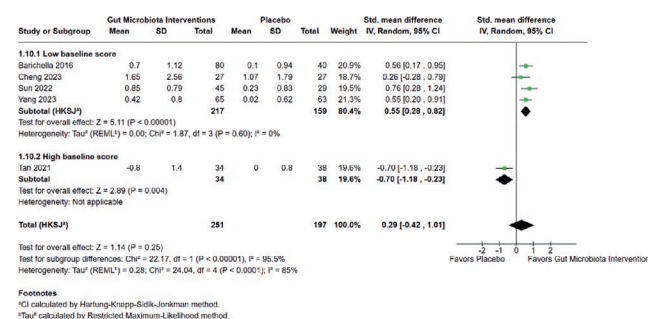 Gut Microbiota Interventions Placebo Std. mean difference Std. mean difference
Study or Subgroup Mean SD Total Mean SD Total Weight IV, Random, 95% CI IV, Random, 95% CI
1.10.1 Low baseline score
Barichella 2016 0.7 1.12 80 0.1 0.94 40 20.9% 0.56 [0.17, 0.95]
Cheng 2023 1.65 2.56 27 1.07 1.79 27 18.7% 0.26 [-0.28, 0.79]
Sun 2022 0.85 0.79 45 0.23 0.83 29 19.4% 0.76 [0.28, 1.24]
Yang 2023 0.42 0.8 65 0.02 0.62 63 21.4% 0.55 [0.20, 0.91]
Subtotal (HKSJª) 217 159 80.4% 0.55 [0.28, 0.82]
Test for overall effect: Z = 5.11 (P < 0.00001)
Heterogeneity: Tau² (REMLᵇ) = 0.00; Chi² = 1.87, df = 3 (P = 0.60); I² = 0%
1.10.2 High baseline score
Tan 2021 -0.8 1.4 34 0 0.8 38 19.6% -0.70 [-1.18, -0.23]
Subtotal 34 38 19.6% -0.70 [-1.18, -0.23]
Test for overall effect: Z = 2.89 (P = 0.004)
Heterogeneity: Not applicable
Total (HKSJª) 251 197 100.0% 0.29 [-0.42, 1.01]
Test for overall effect: Z = 1.14 (P = 0.25)
Test for subgroup differences: Chi² = 22.17, df = 1 (P < 0.00001), I² = 95.5%
Heterogeneity: Tau² (REMLᵇ) = 0.28; Chi² = 24.04, df = 4 (P < 0.0001); I² = 85%
-2 -1 0 1 2
Favors Placebo Favors Gut Microbiota Intervention
Footnotes
ªCI calculated by Hartung-Knapp-Sidik-Jonkman method.
ᵇTau² calculated by Restricted Maximum-Likelihood method.